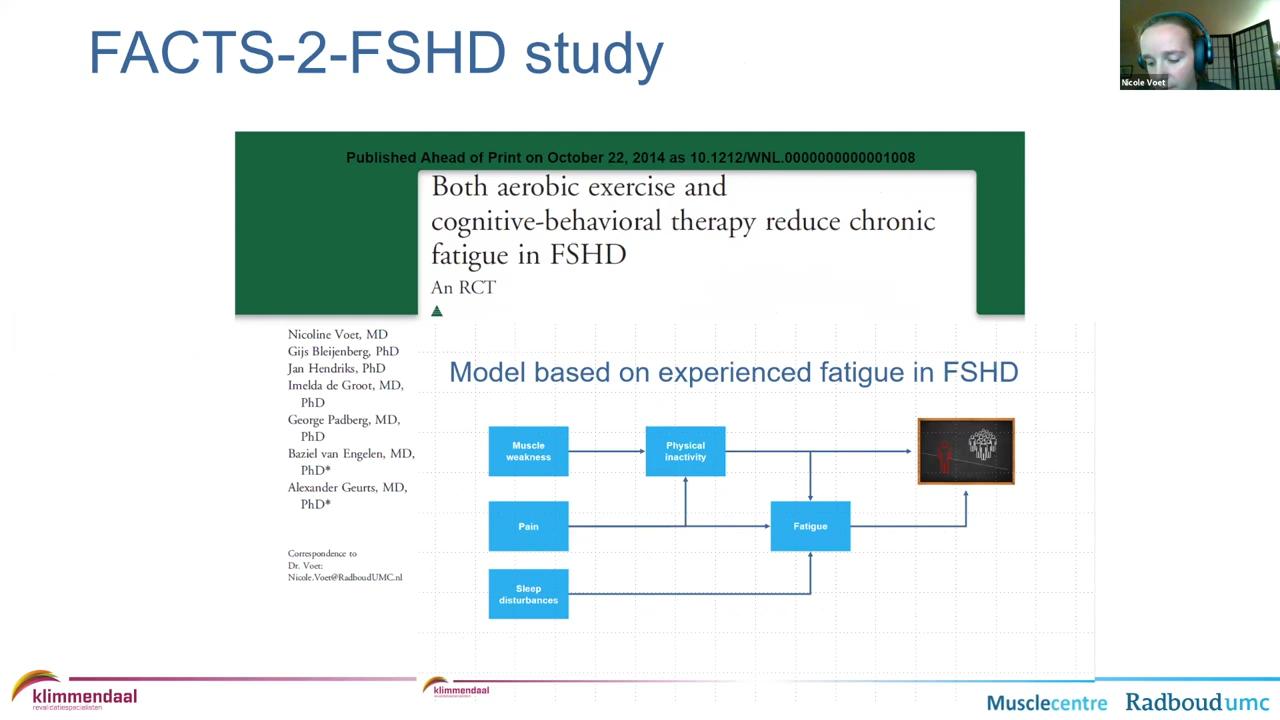 FACTS-2-FSHD study
Nicole Voet
Published Ahead of Print on October 22, 2014 as 10.1212/WNL.0000000000001008
Both aerobic exercise and
cognitive-behavioral therapy reduce chronic
fatigue in FSHD
An RCT
Nicoline Voet, MD
Gijs Bleijenberg, PhD
Jan Hendriks, PhD
Imelda de Groot, MD,
PhD
George Padberg, MD,
PhD
Baziel van Engelen, MD,
PhD*
Alexander Geurts, MD,
PhD*
Correspondence to
Dr. Voet:
Nicole.Voet@RadboudUMC.nl
Model based on experienced fatigue in FSHD
Muscle
weakness
Physical
inactivity
Pain
Fatigue
Sleep
disturbances
klimmendaal
revalidatiespecialisten
klimmendaal
revalidatiespecialisten
Musclecentre
Radboudumc